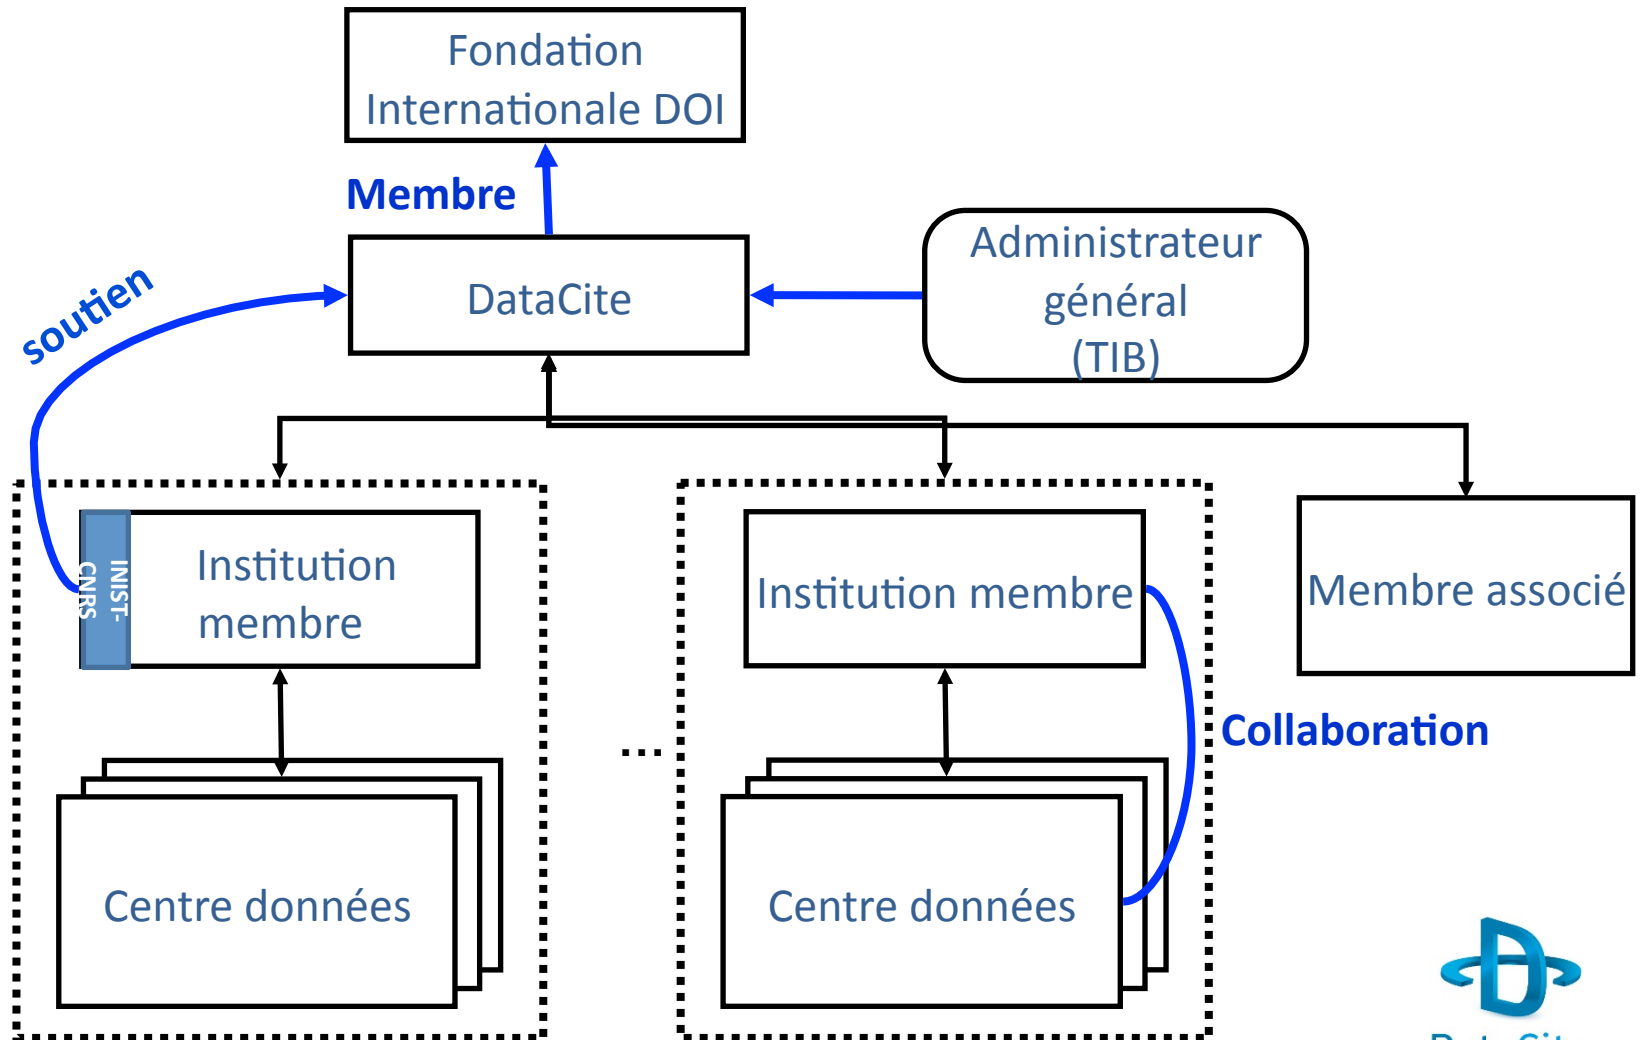 Fondation
Internationale DOI
Membre
Administrateur
général
(TIB)
DataCite
soutien
INIST-
CNRS
Institution
membre
Institution membre
Membre associé
Collaboration
...
Centre données
Centre données
DataCite